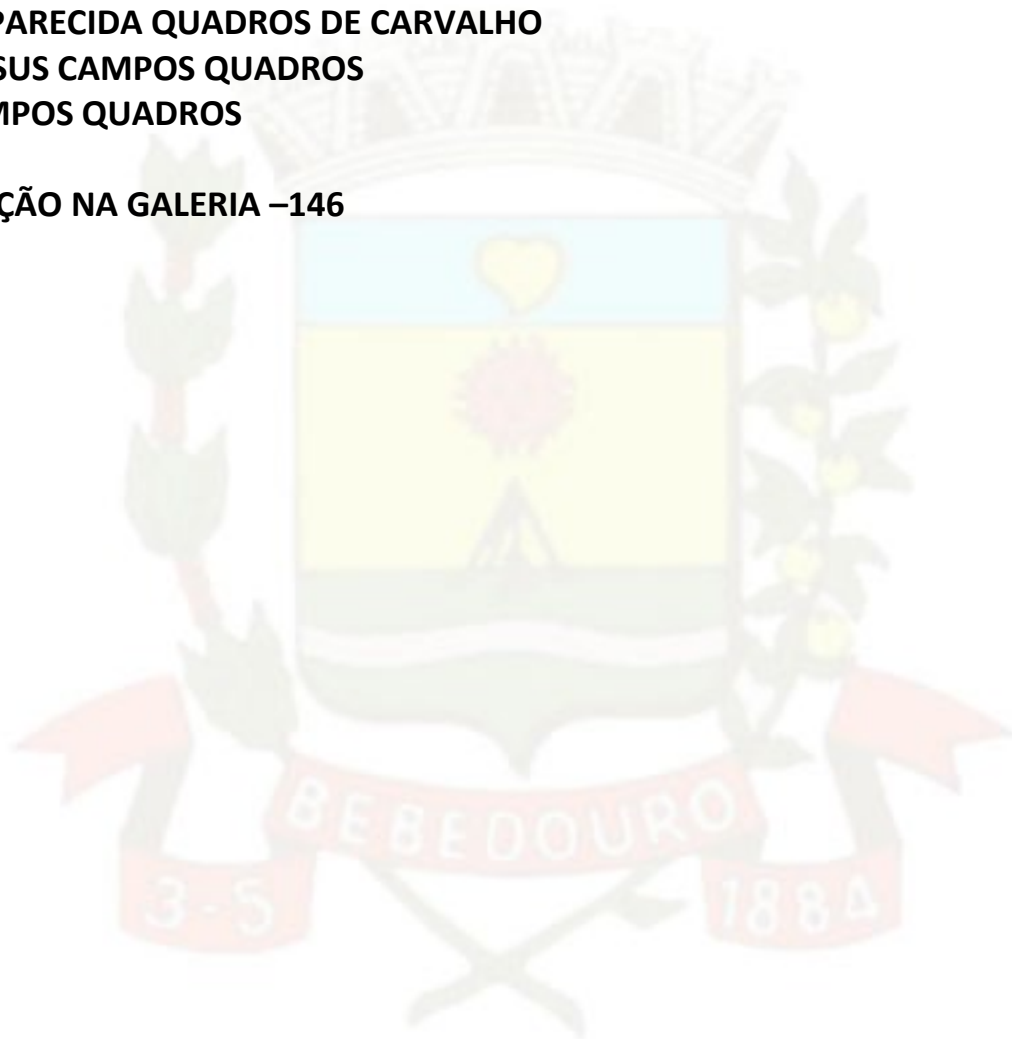 PARECIDA QUADROS DE CARVALHO
SUS CAMPOS QUADROS
MPOS QUADROS
ÇÃO NA GALERIA –146
BEBEDOURO
3-5 1884